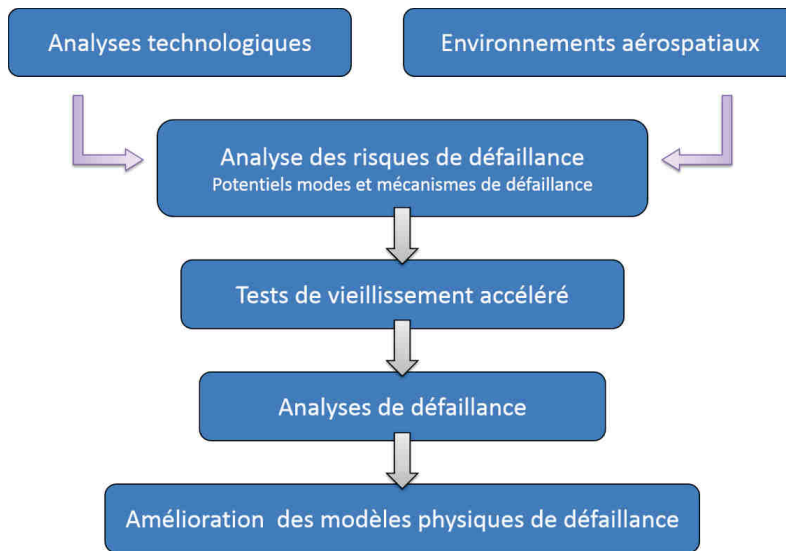 Analyses technologiques
Environnements aérospatiaux
Analyse des risques de défaillance
Potentiels modes et mécanismes de défaillance
Tests de vieillissement accéléré
Analyses de défaillance
Amélioration  des modèles physiques de défaillance